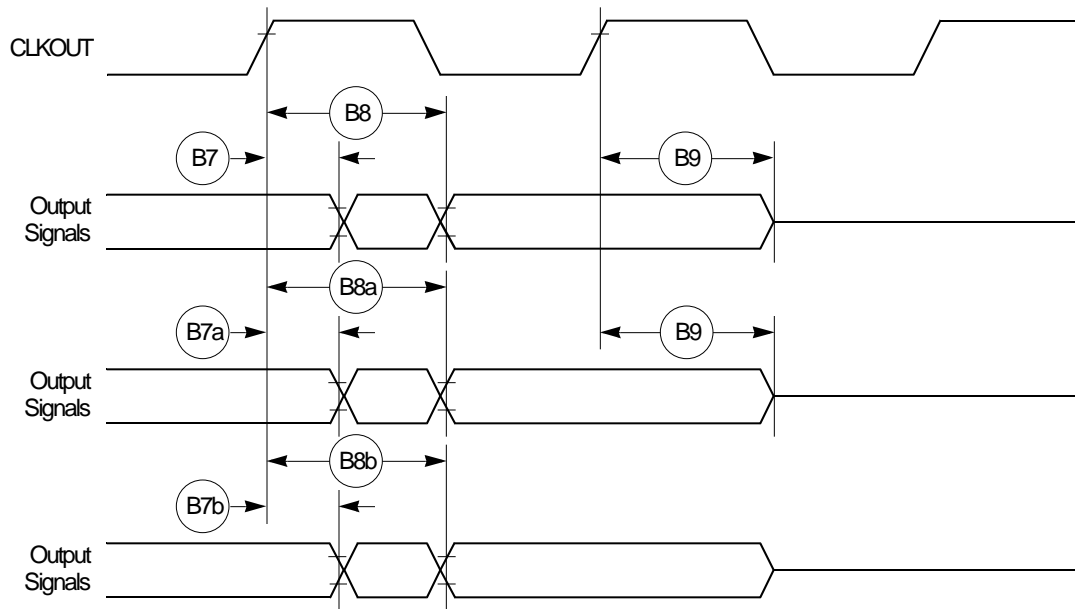 CLKOUT
B8
B7
B9
Output
Signals
B8a
B7a
B9
Output
Signals
B8b
B7b
Output
Signals